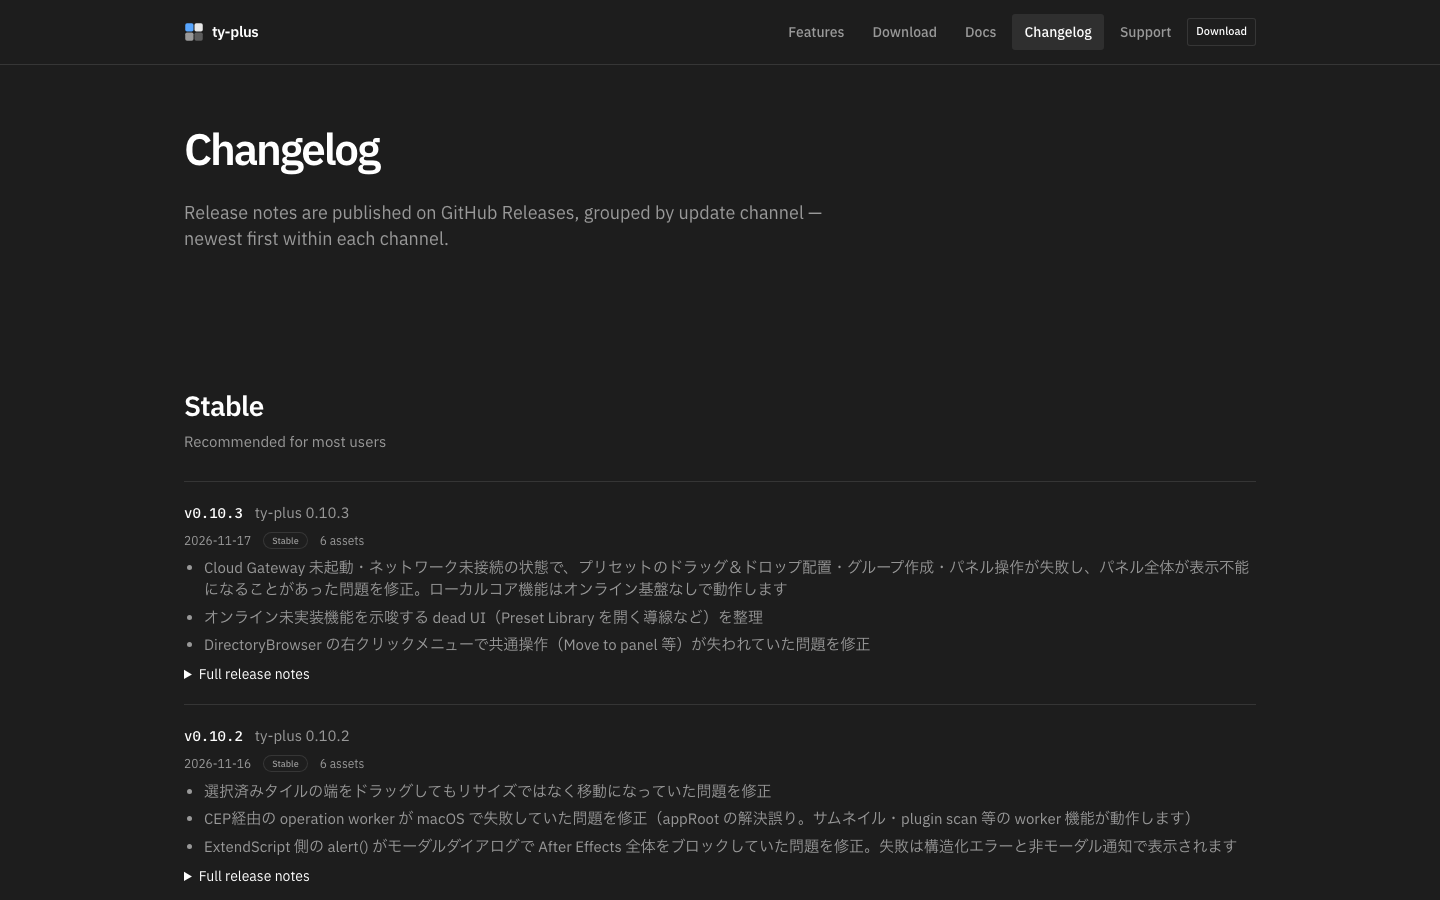 ty-plus
Features
Download
Docs
Changelog
Support
Download
Changelog
Release notes are published on GitHub Releases, grouped by update channel —
newest first within each channel.
Stable
Recommended for most users
v0.10.3 ty-plus 0.10.3
2026-11-17 Stable 6 assets
• Cloud Gateway 未起動・ネットワーク未接続の状態で、プリセットのドラッグ＆ドロップ配置・グループ作成・パネル操作が失敗し、パネル全体が表示不能
になることがあった問題を修正。ローカルコア機能はオンライン基盤なしで動作します
• オンライン未実装機能を示唆する dead UI（Preset Library を開く導線など）を整理
• DirectoryBrowser の右クリックメニューで共通操作（Move to panel 等）が失われていた問題を修正
▶ Full release notes
v0.10.2 ty-plus 0.10.2
2026-11-16 Stable 6 assets
• 選択済みタイルの端をドラッグしてもリサイズではなく移動になっていた問題を修正
• CEP経由の operation worker が macOS で失敗していた問題を修正（appRoot の解決誤り。サムネイル・plugin scan 等の worker 機能が動作します）
• ExtendScript 側の alert() がモーダルダイアログで After Effects 全体をブロックしていた問題を修正。失敗は構造化エラーと非モーダル通知で表示されます
▶ Full release notes